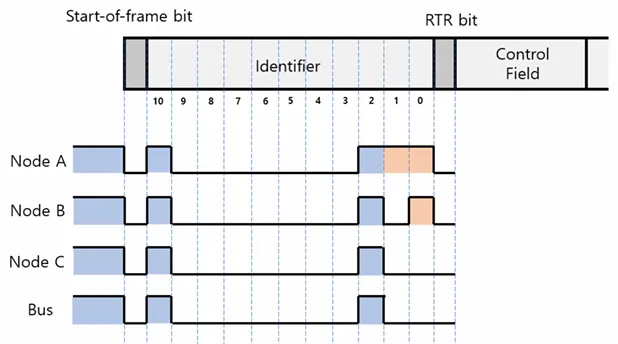 Start-of-frame bit
RTR bit
Identifier
Control
Field
10 9 8 7 6 5 4 3 2 1 0
Node A
Node B
Node C
Bus